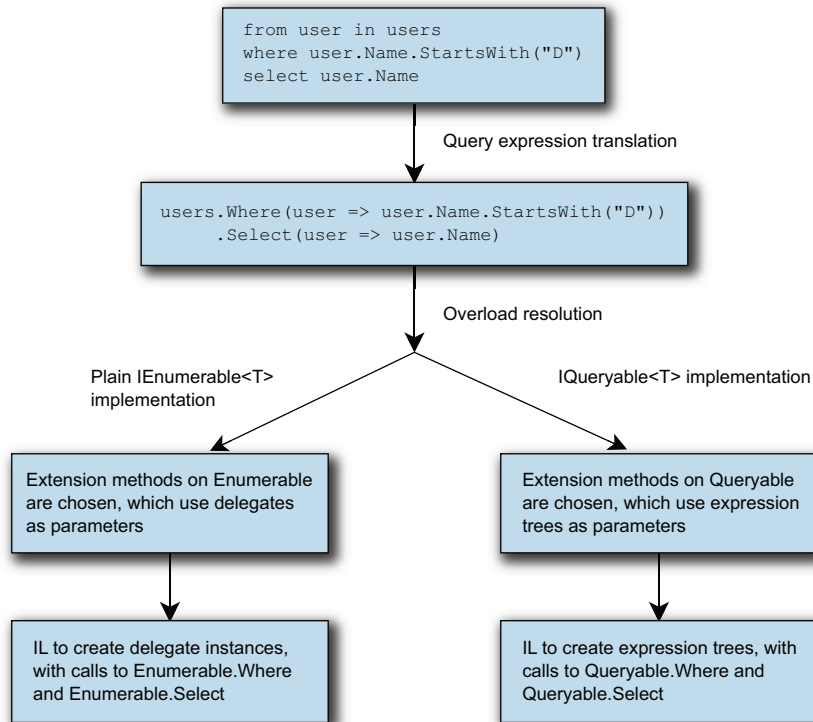 from user in users
where user.Name.StartsWith("D")
select user.Name
Query expression translation
users.Where(user => user.Name.StartsWith("D"))
.Select(user => user.Name)
Overload resolution
Plain IEnumerable<T>
implementation
IQueryable<T> implementation
Extension methods on Enumerable
are chosen, which use delegates
as parameters
Extension methods on Queryable
are chosen, which use expression
trees as parameters
IL to create delegate instances,
with calls to Enumerable.Where
and Enumerable.Select
IL to create expression trees, with
calls to Queryable.Where and
Queryable.Select